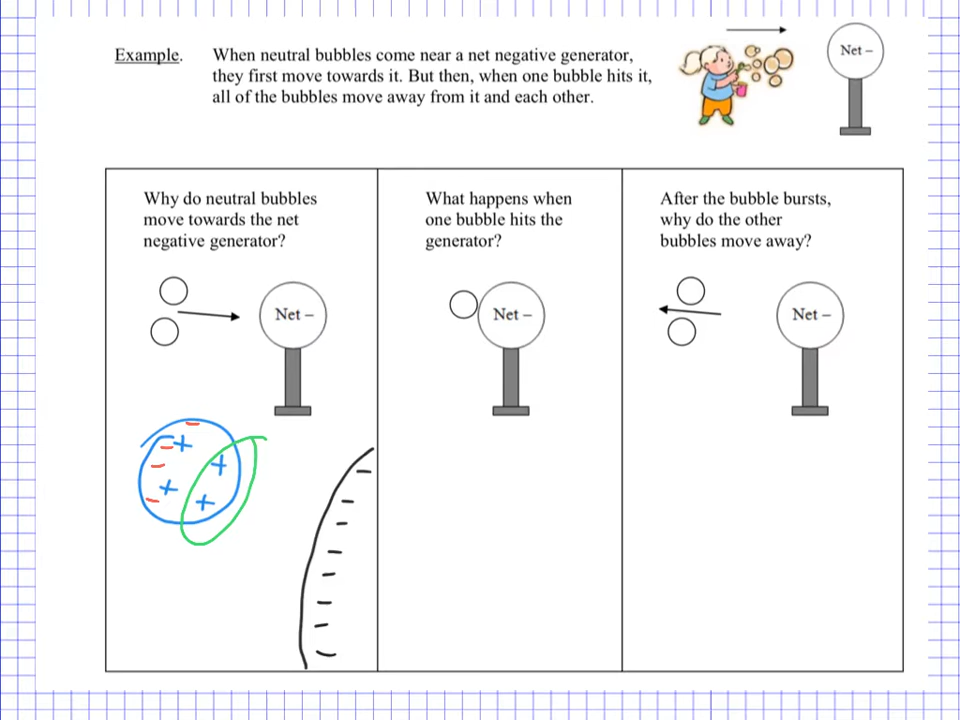 Example. When neutral bubbles come near a net negative generator,
they first move towards it. But then, when one bubble hits it,
all of the bubbles move away from it and each other.
Net –
Why do neutral bubbles
move towards the net
negative generator?
Net –
What happens when
one bubble hits the
generator?
Net –
After the bubble bursts,
why do the other
bubbles move away?
Net –